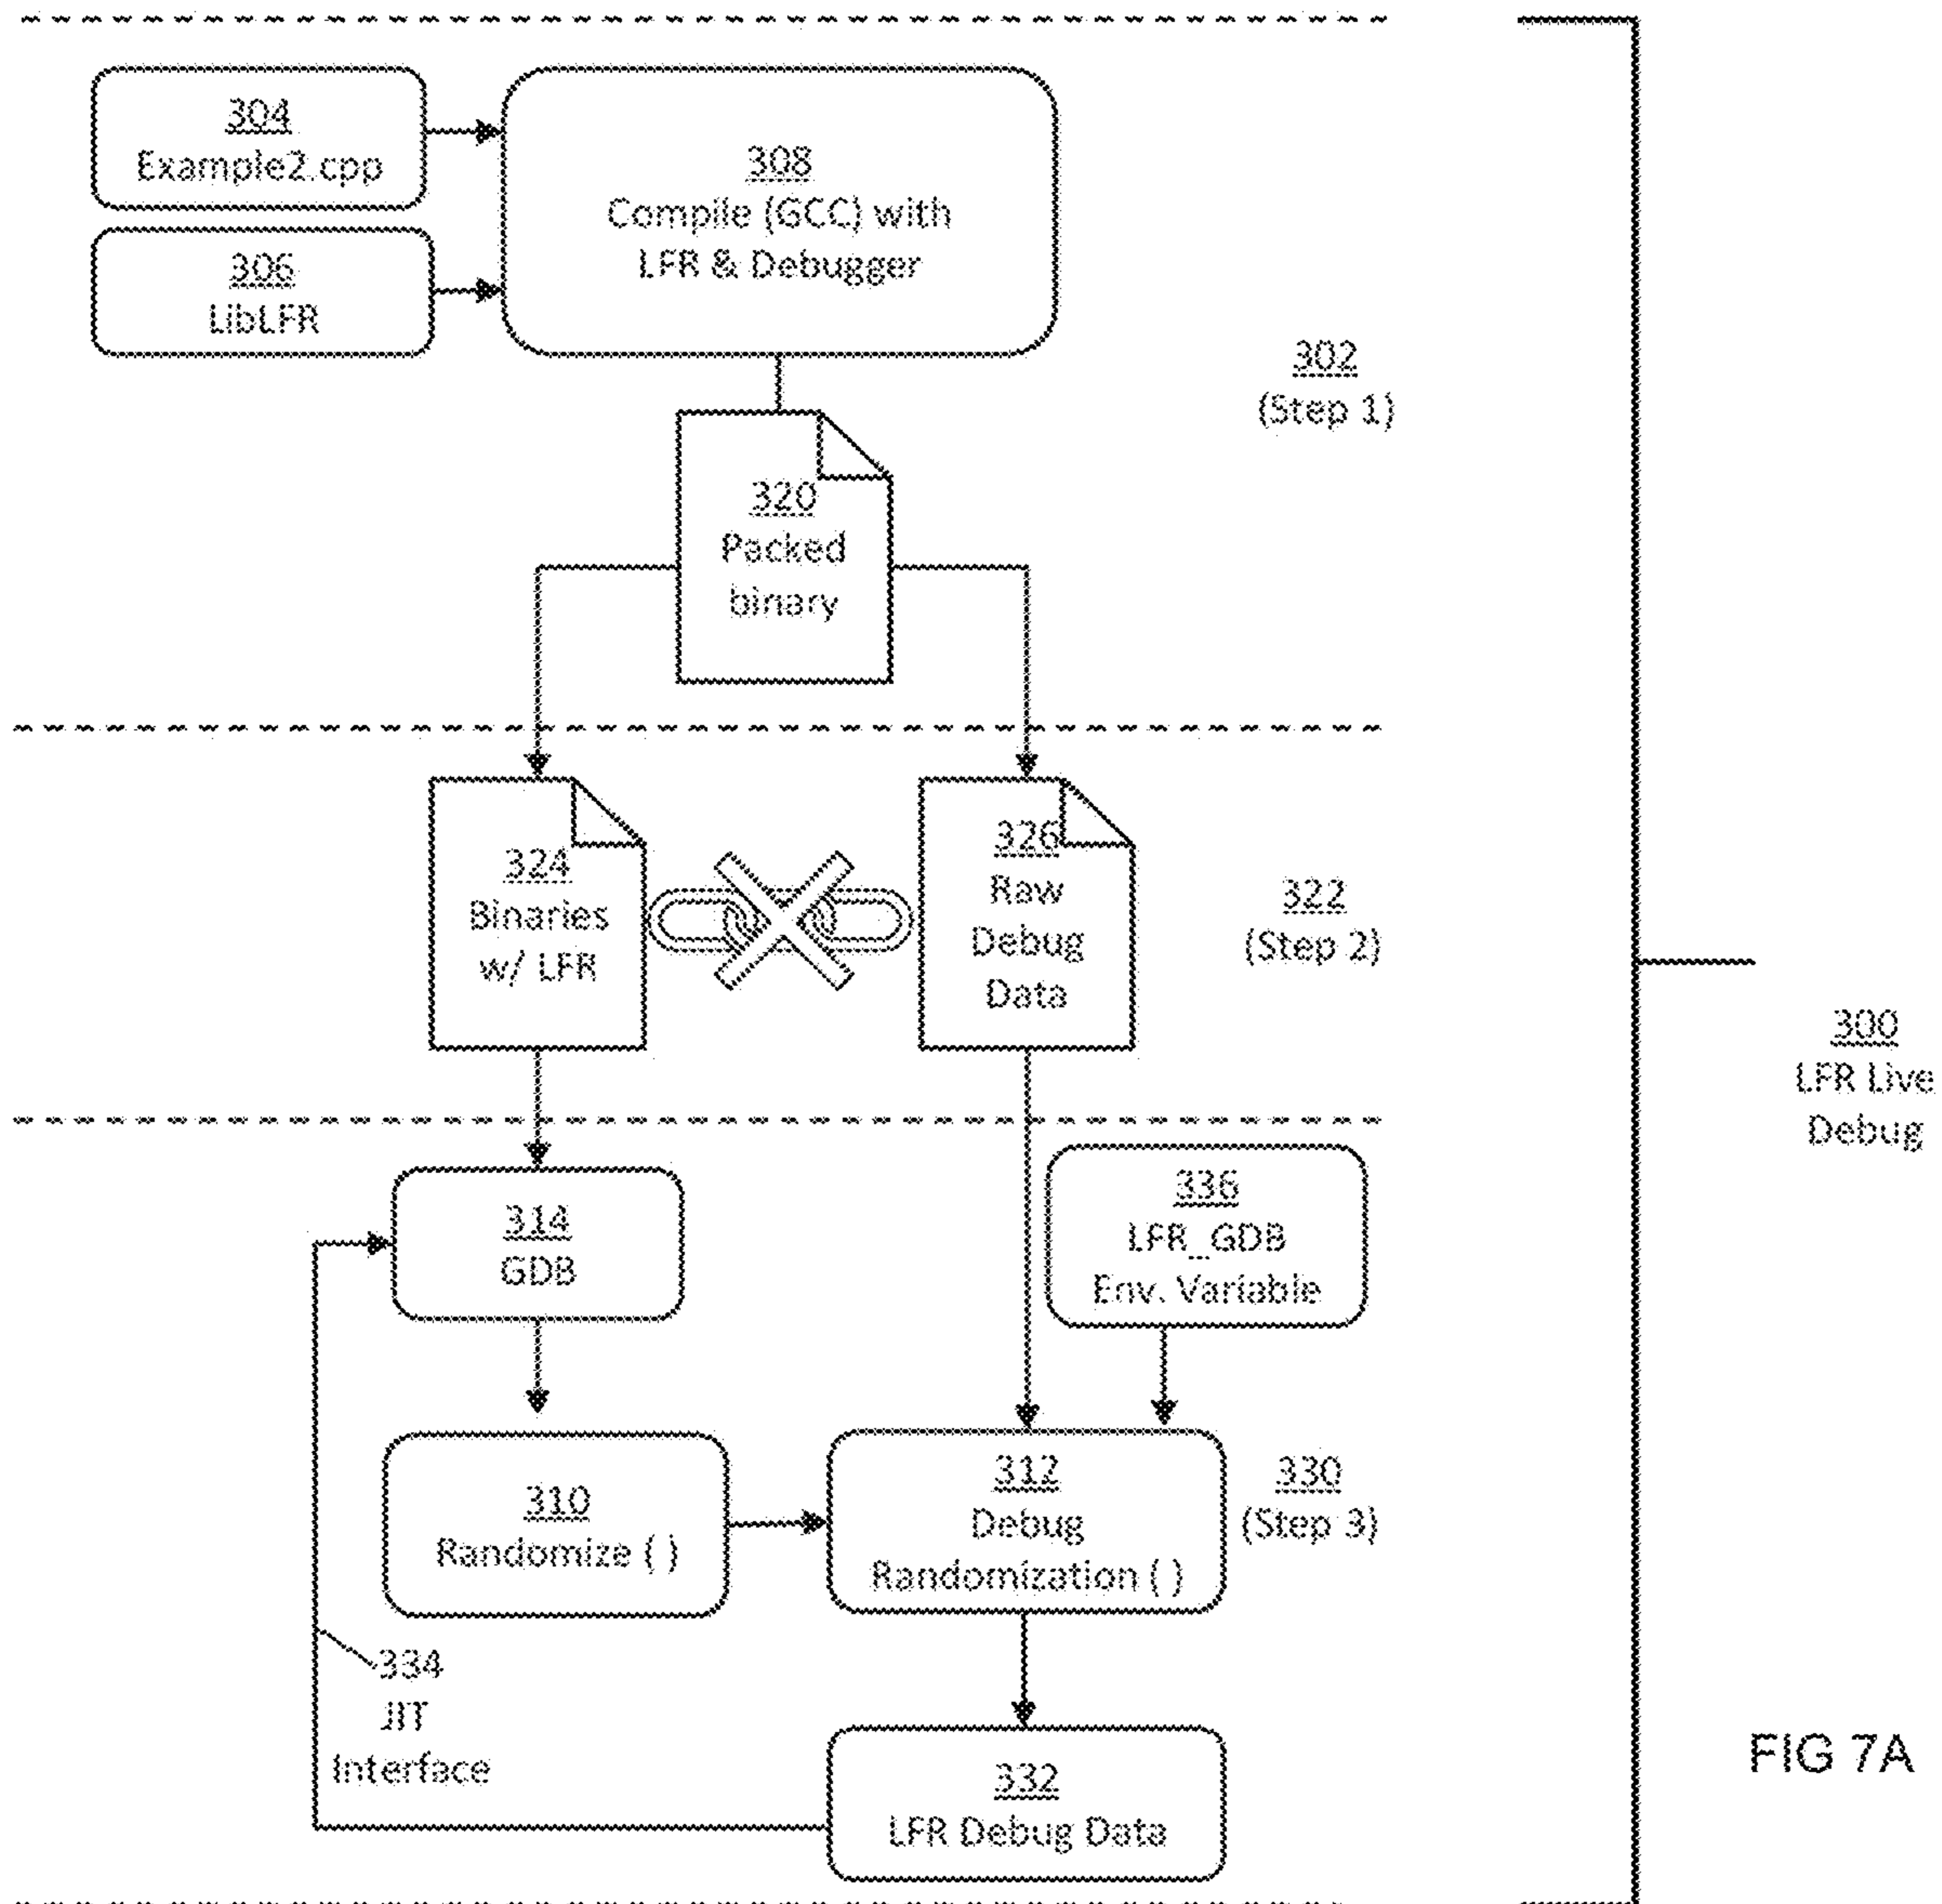 304
Example2.cpp
306
LibLFR
308
Compile (GCC) with
LFR & Debugger
302
(Step 1)
320
Packed
binary
324
Binaries
w/ LFR
326
Raw
Debug
Data
322
(Step 2)
300
LFR Live
Debug
314
GDB
336
LFR_GDB
Env. Variable
310
Randomize ( )
312
Debug
Randomization ( )
330
(Step 3)
334
JIT
Interface
332
LFR Debug Data
FIG 7A